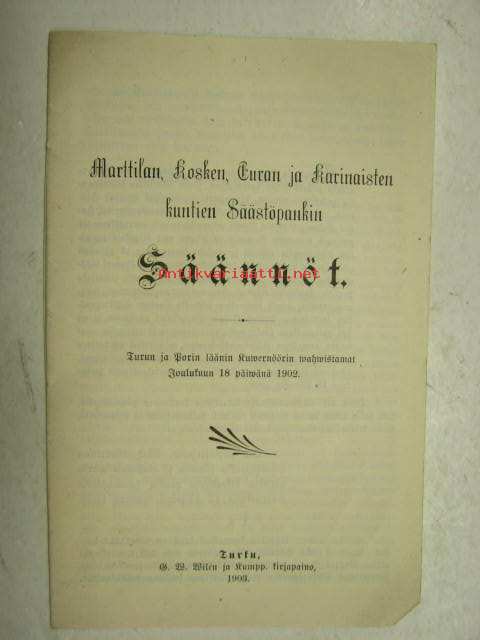 Marttilan, Kosken, Euran ja Karinaisten
kuntien Säästöpankin
Säännöt.
antikvariaatti.net
Turun ja Porin läänin Kuwernöörin wahwistamat
Joulukuun 18 päiwänä 1902.
Turku,
G. W. Wilén ja Kumpp. kirjapaino,
1903.